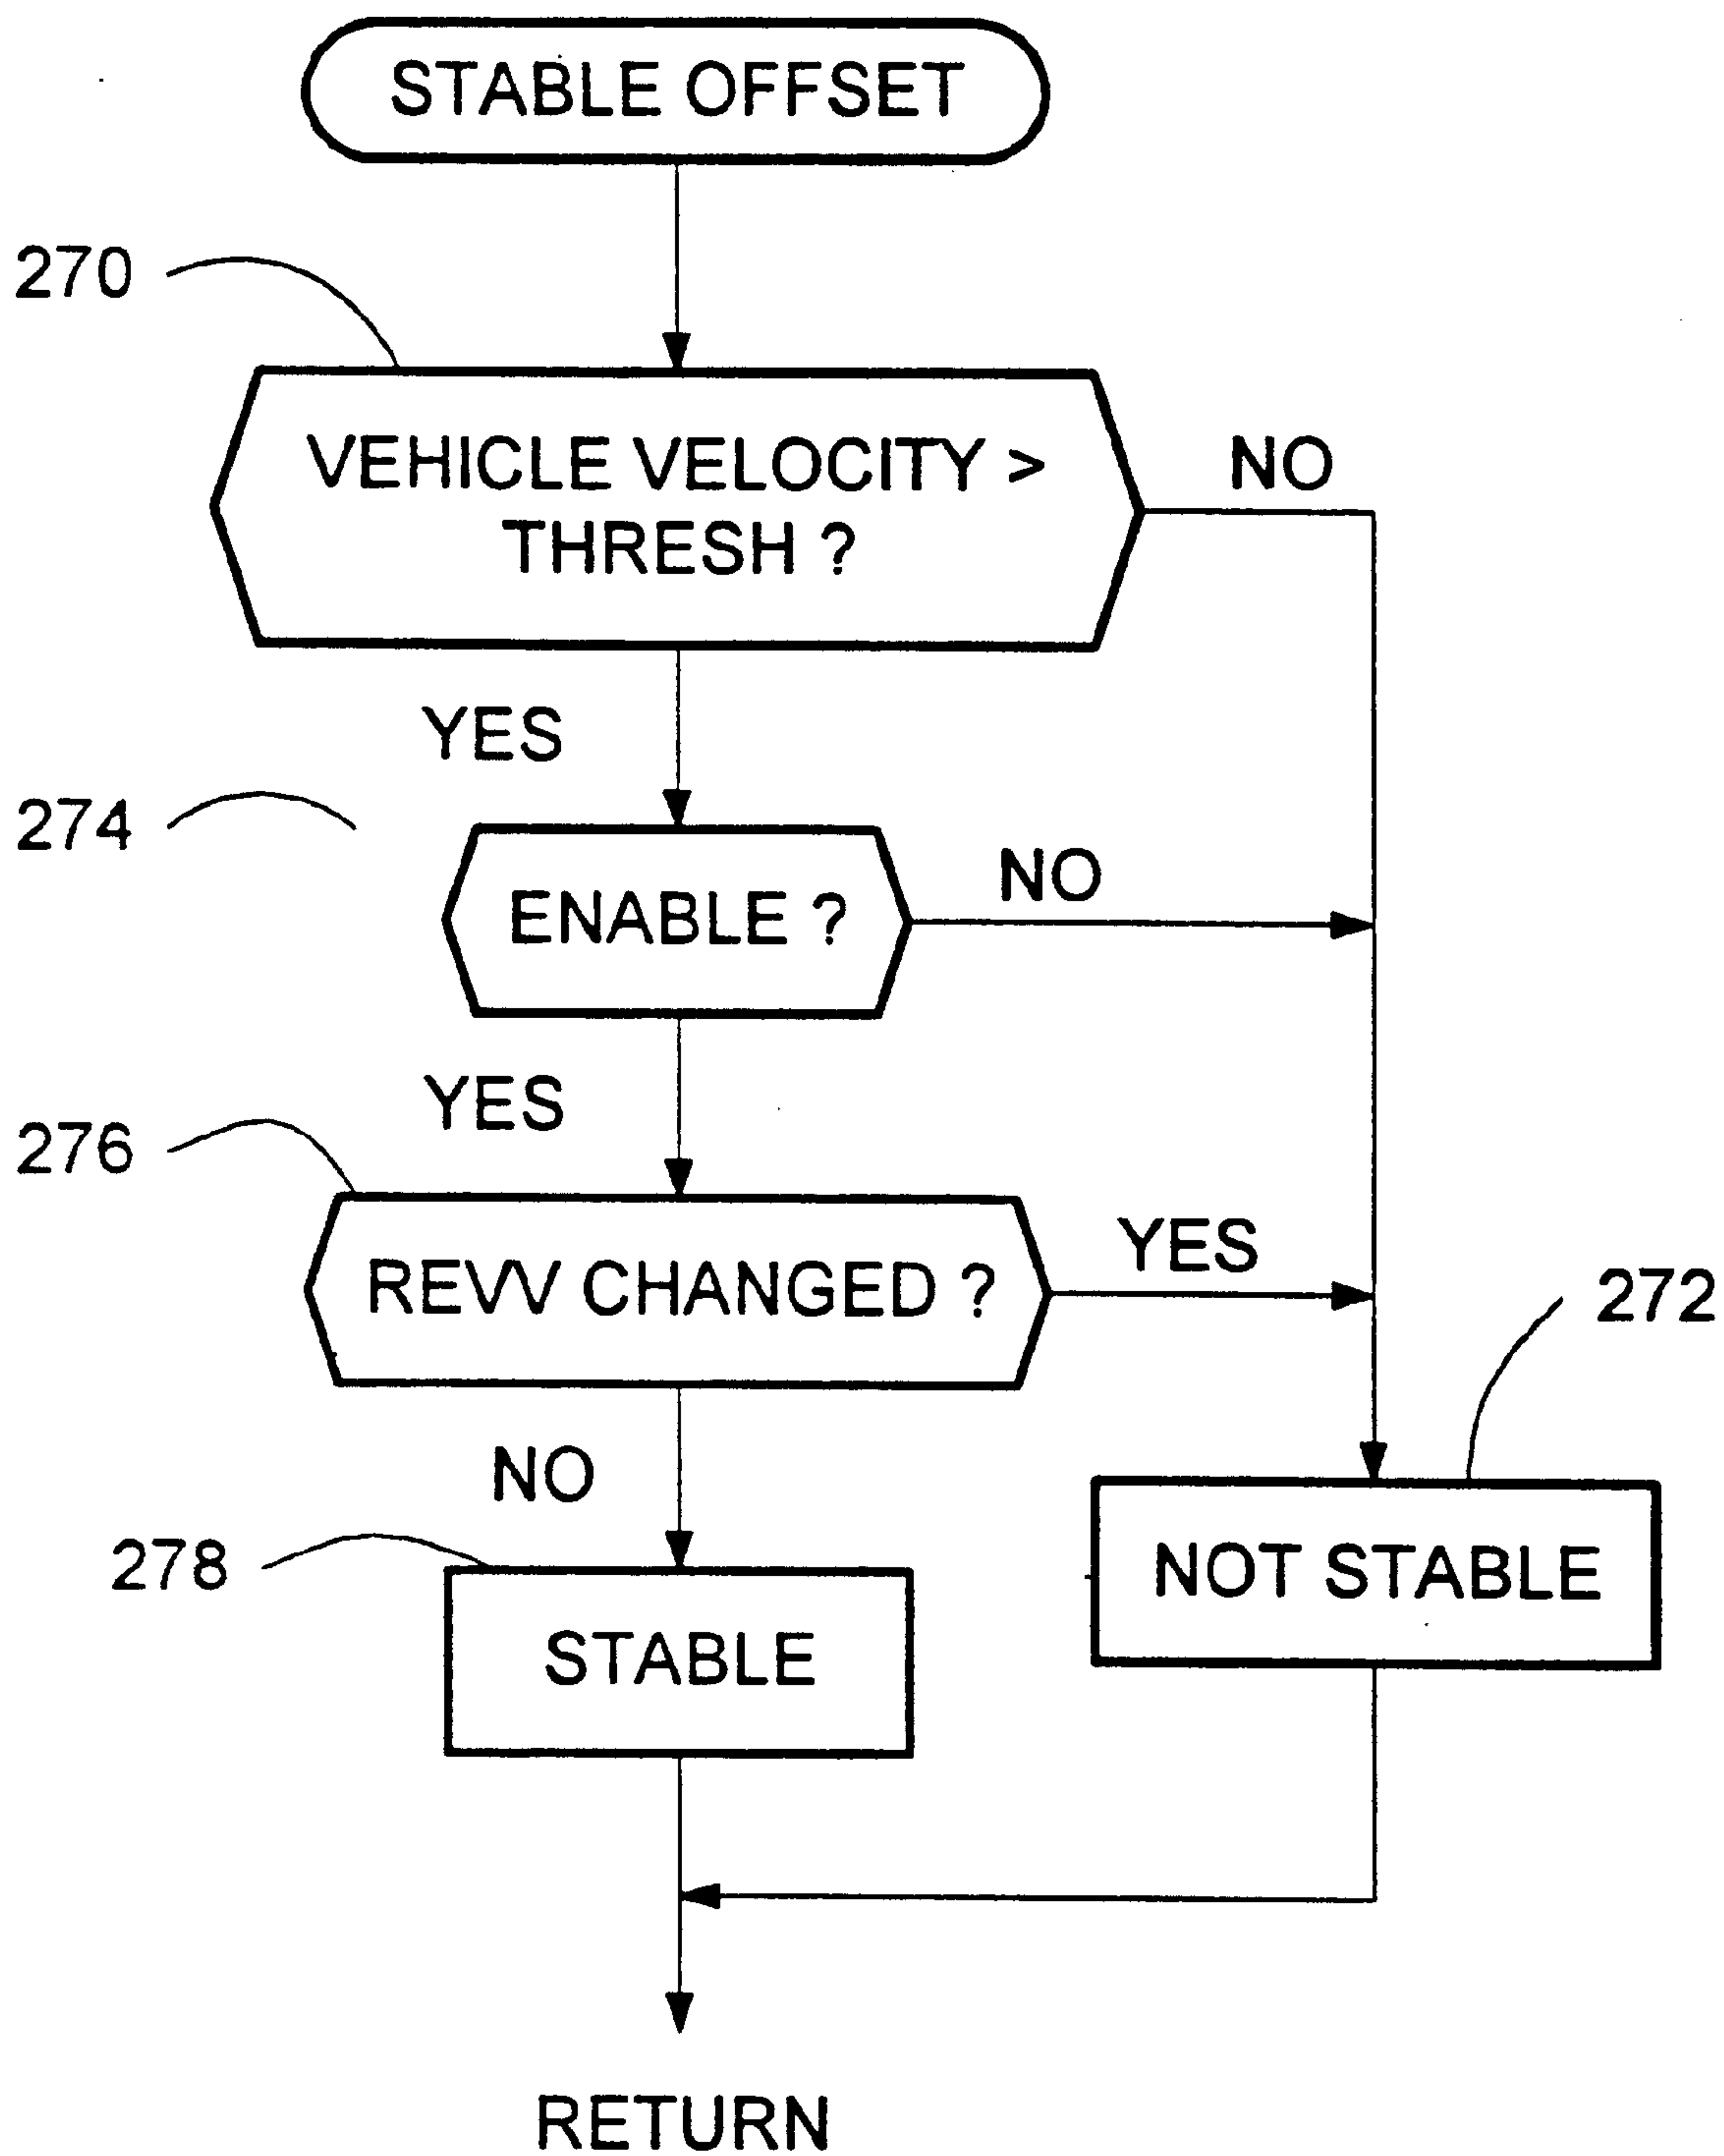 STABLE OFFSET
270
VEHICLE VELOCITY >
THRESH ?
NO
YES
274
ENABLE ?
NO
YES
276
REVV CHANGED ?
YES
272
NO
278
NOT STABLE
STABLE
RETURN